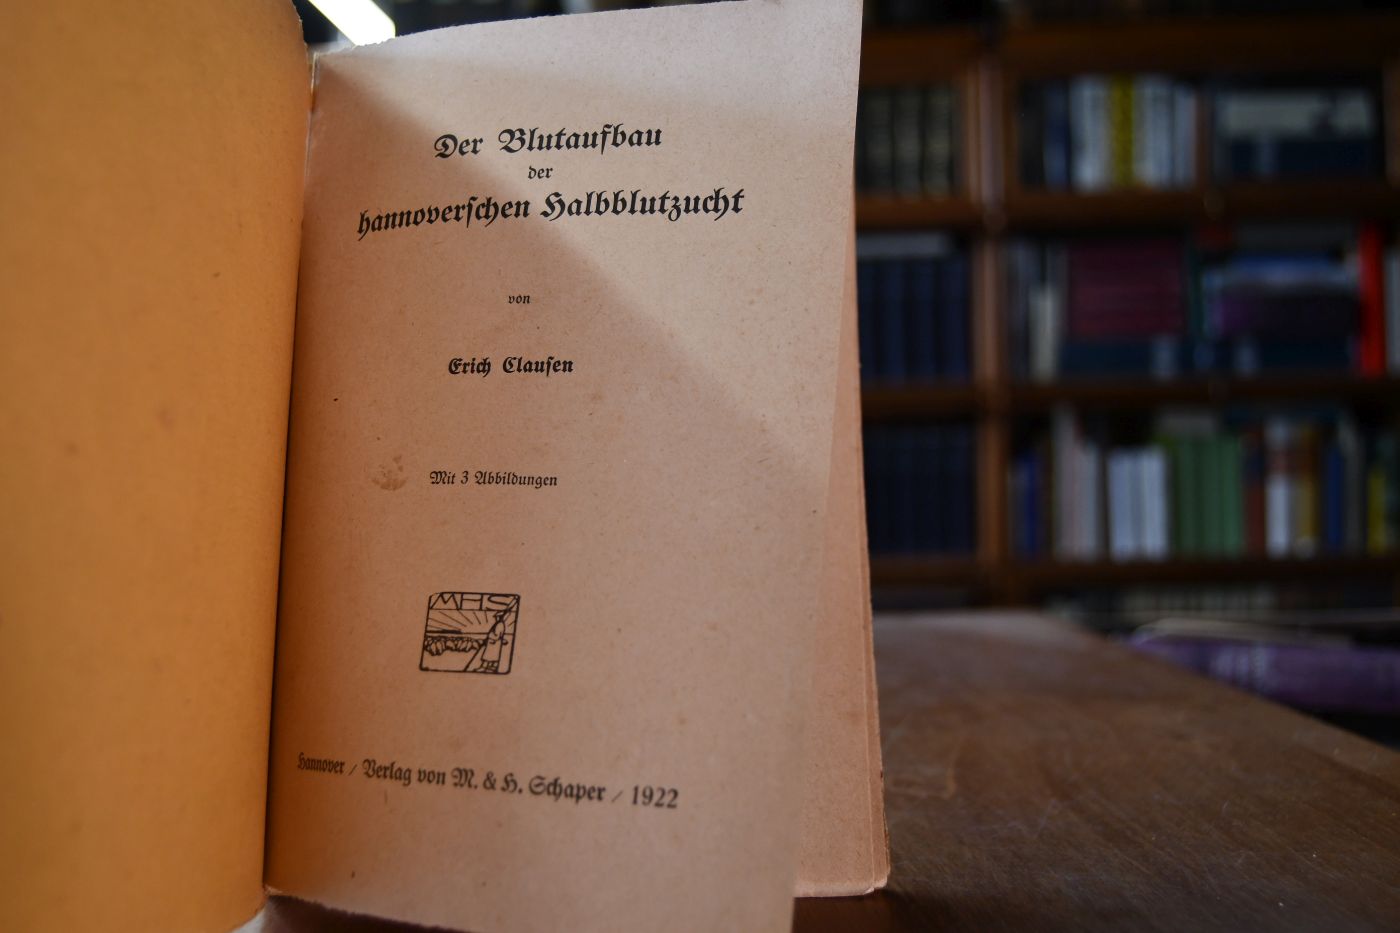 Der Blutaufbau
der
hannoverſchen Halbblutzucht
von
Erich Clauſen
Mit 3 Abbildungen
MHS
Hannover / Verlag von M. & H. Schaper / 1922